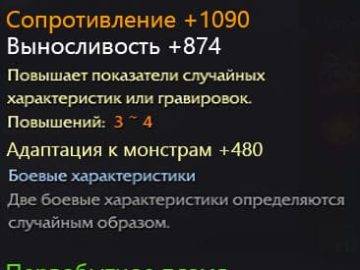 Сопротивление +1090
Выносливость +874
Повышает показатели случайных
характеристик или гравировок.
Повышений: 3 ~ 4
Адаптация к монстрам +480
Боевые характеристики
Две боевые характеристики определяются
случайным образом.